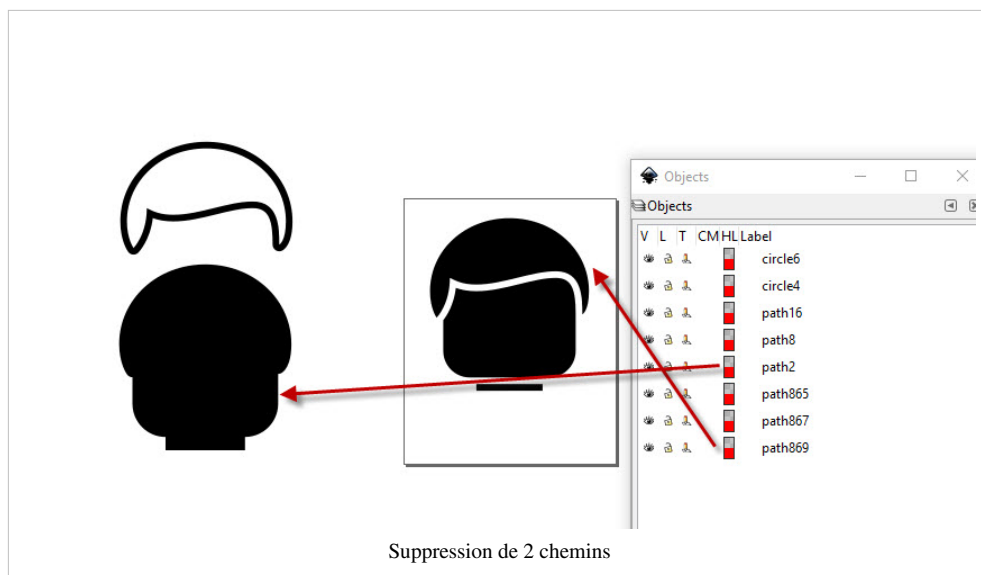 Objects
Objects
V L T CM HL Label
circle6
circle4
path16
path8
path2
path865
path867
path869
Suppression de 2 chemins